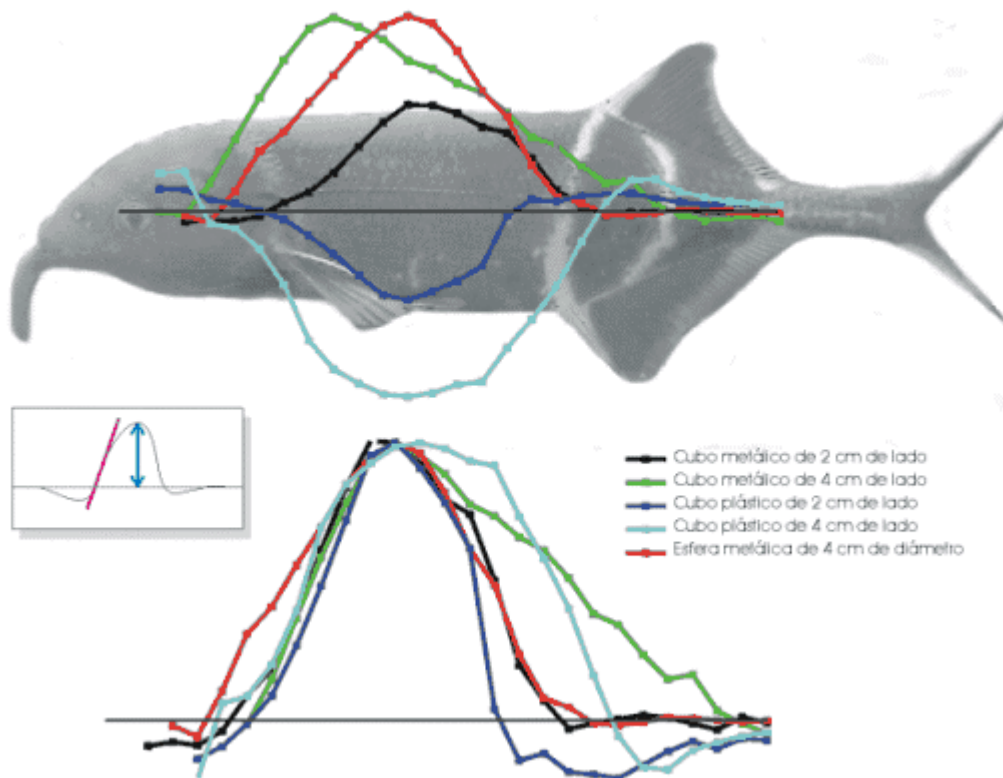 Cubo metálico de 2 cm de lado
Cubo metálico de 4 cm de lado
Cubo plástico de 2 cm de lado
Cubo plástico de 4 cm de lado
Esfera metálica de 4 cm de diámetro